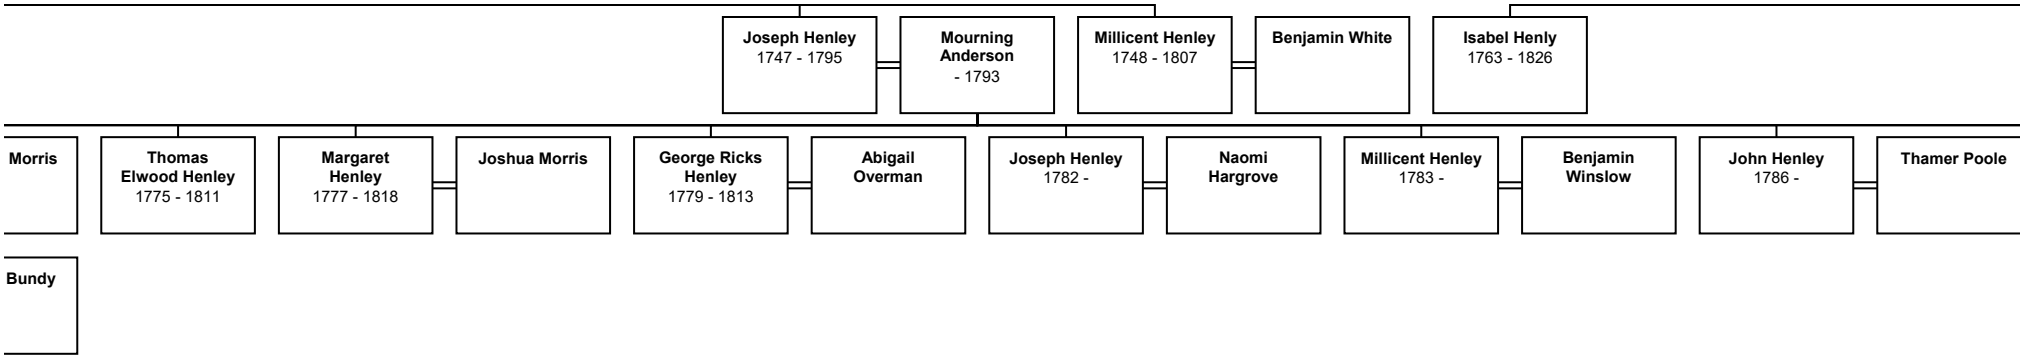 Joseph Henley
1747 - 1795
Mourning
Anderson
- 1793
Millicent Henley
1748 - 1807
Benjamin White
Isabel Henly
1763 - 1826
Morris
Thomas
Elwood Henley
1775 - 1811
Margaret
Henley
1777 - 1818
Joshua Morris
George Ricks
Henley
1779 - 1813
Abigail
Overman
Joseph Henley
1782 -
Naomi
Hargrove
Millicent Henley
1783 -
Benjamin
Winslow
John Henley
1786 -
Thamer Poole
Bundy